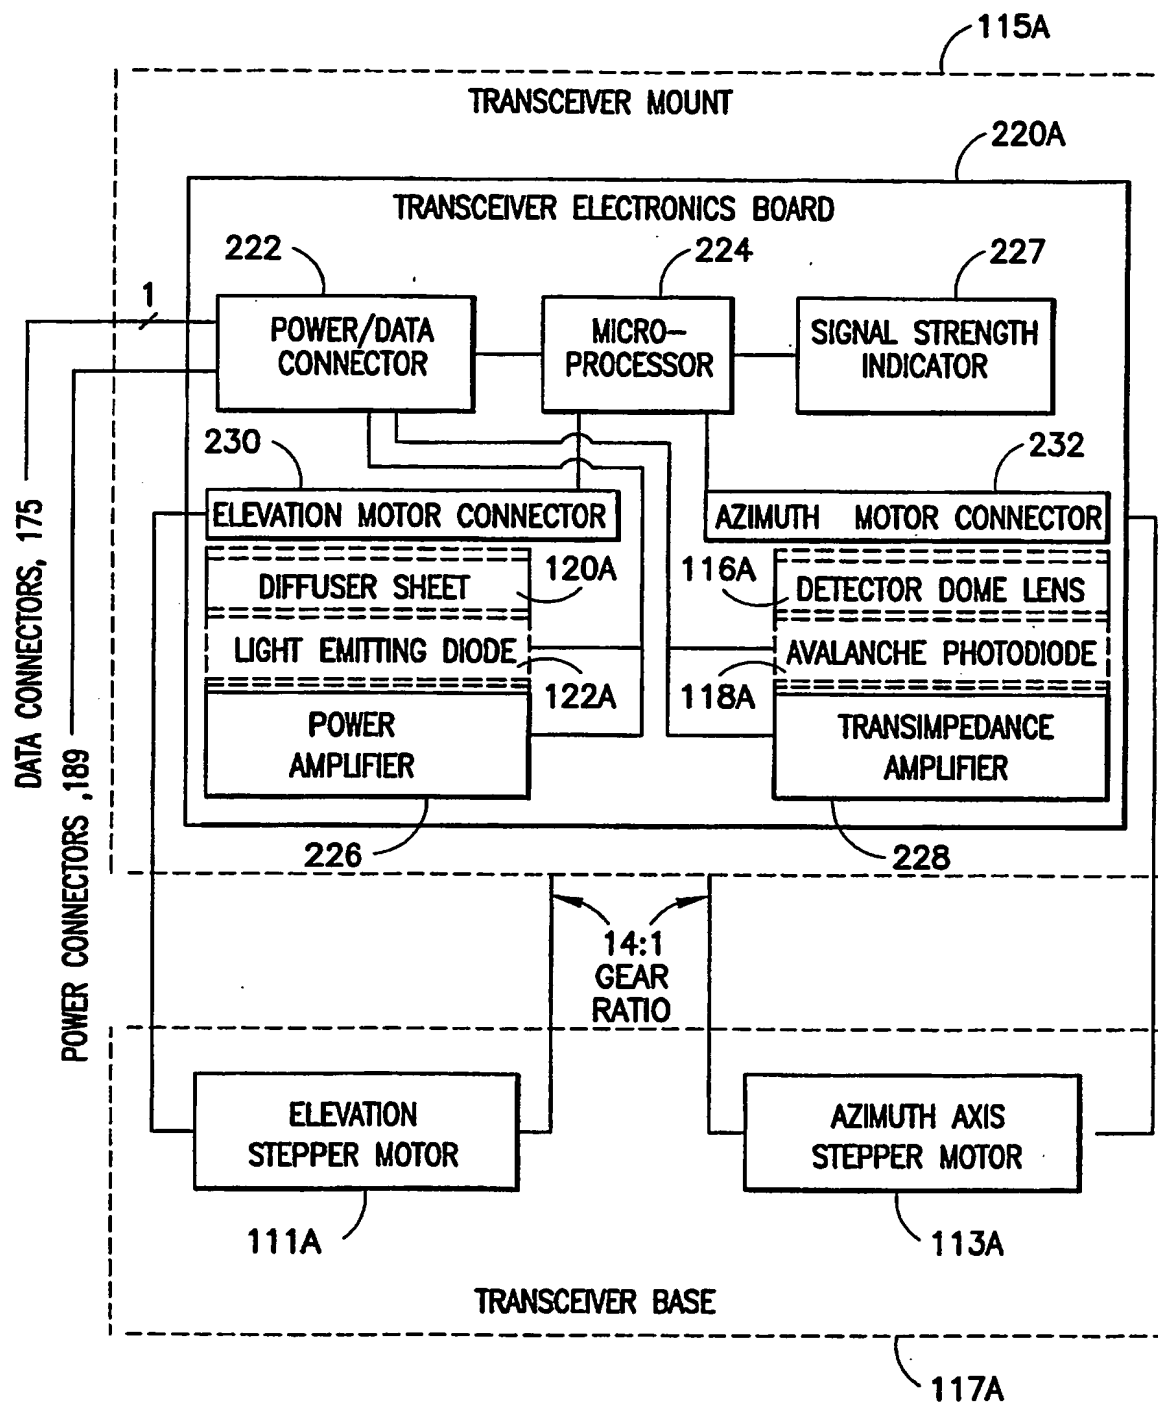 115A
TRANSCEIVER MOUNT
220A
TRANSCEIVER ELECTRONICS BOARD
222
224
227
1
POWER/DATA
CONNECTOR
MICRO-
PROCESSOR
SIGNAL STRENGTH
INDICATOR
230
232
ELEVATION MOTOR CONNECTOR
AZIMUTH MOTOR CONNECTOR
DIFFUSER SHEET
120A
116A
DETECTOR DOME LENS
LIGHT EMITTING DIODE
AVALANCHE PHOTODIODE
122A
118A
POWER
AMPLIFIER
TRANSIMPEDANCE
AMPLIFIER
226
228
DATA CONNECTORS, 175
POWER CONNECTORS ,189
14:1
GEAR
RATIO
ELEVATION
STEPPER MOTOR
AZIMUTH AXIS
STEPPER MOTOR
111A
113A
TRANSCEIVER BASE
117A